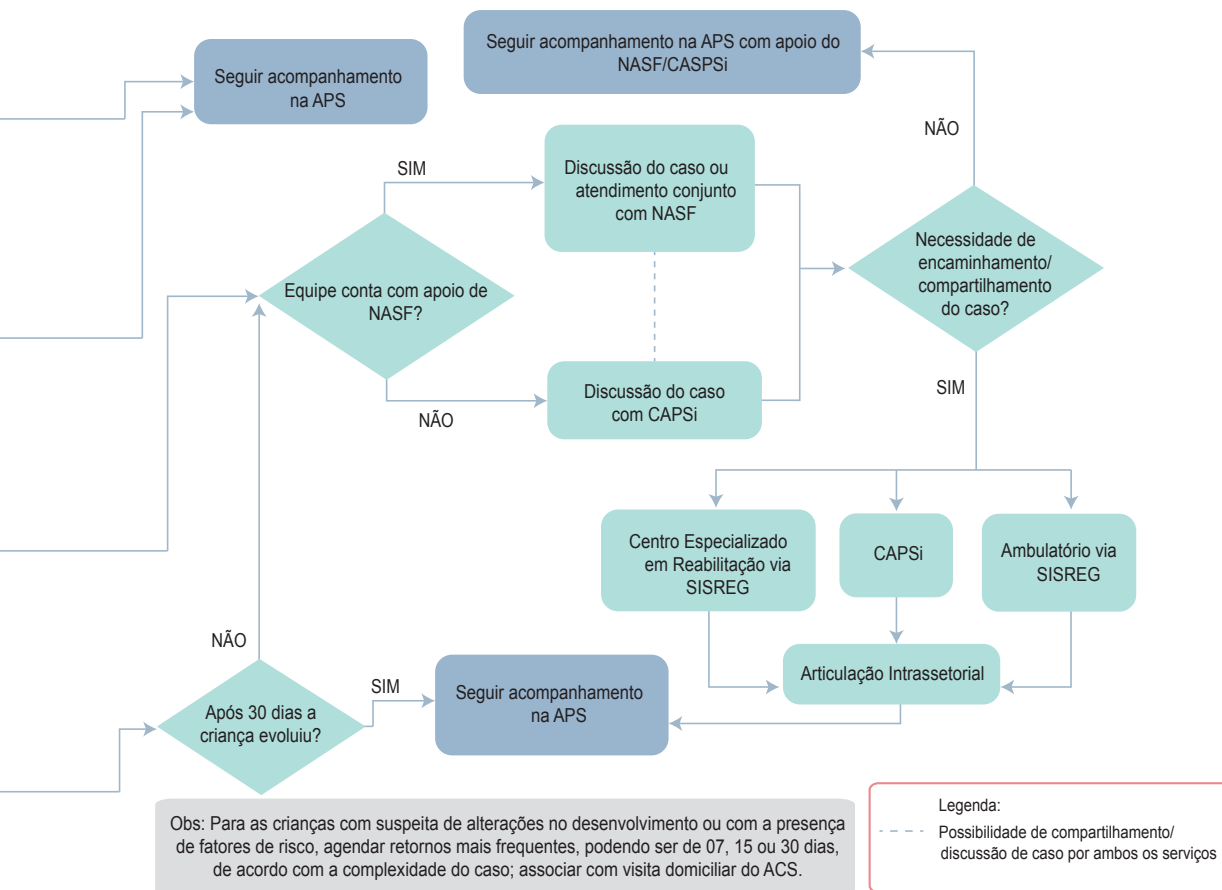 Seguir acompanhamento na APS com apoio do
NASF/CASPSi
Seguir acompanhamento
na APS
NÃO
SIM
Discussão do caso ou
atendimento conjunto
com NASF
Necessidade de
encaminhamento/
compartilhamento
do caso?
Equipe conta com apoio de
NASF?
SIM
Discussão do caso
com CAPSi
NÃO
Centro Especializado
em Reabilitação via
SISREG
CAPSi
Ambulatório via
SISREG
NÃO
Articulação Intrassetorial
SIM
Seguir acompanhamento
na APS
Após 30 dias a
criança evoluiu?
Obs: Para as crianças com suspeita de alterações no desenvolvimento ou com a presença
de fatores de risco, agendar retornos mais frequentes, podendo ser de 07, 15 ou 30 dias,
de acordo com a complexidade do caso; associar com visita domiciliar do ACS.
Legenda:
Possibilidade de compartilhamento/
discussão de caso por ambos os serviços